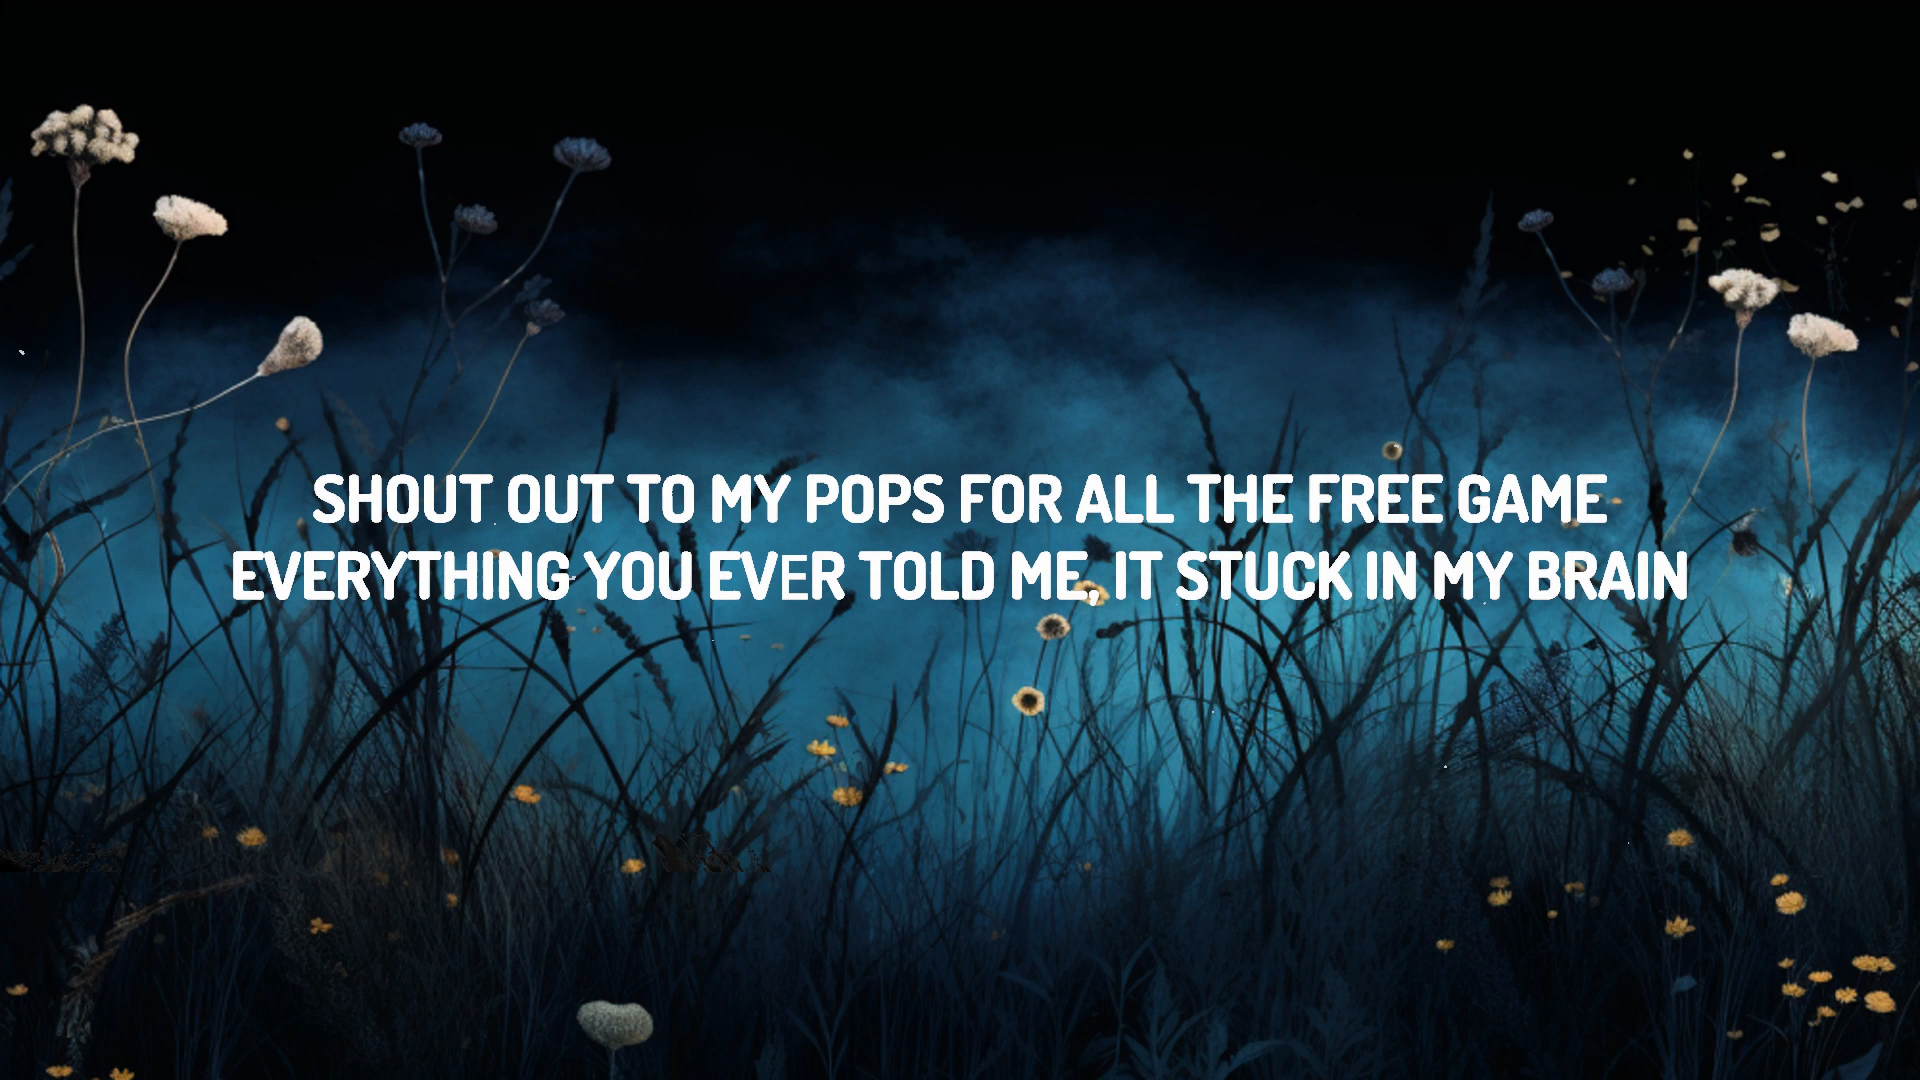 SHOUT OUT TO MY POPS FOR ALL THE FREE GAME
EVERYTHING YOU EVER TOLD ME, IT STUCK IN MY BRAIN